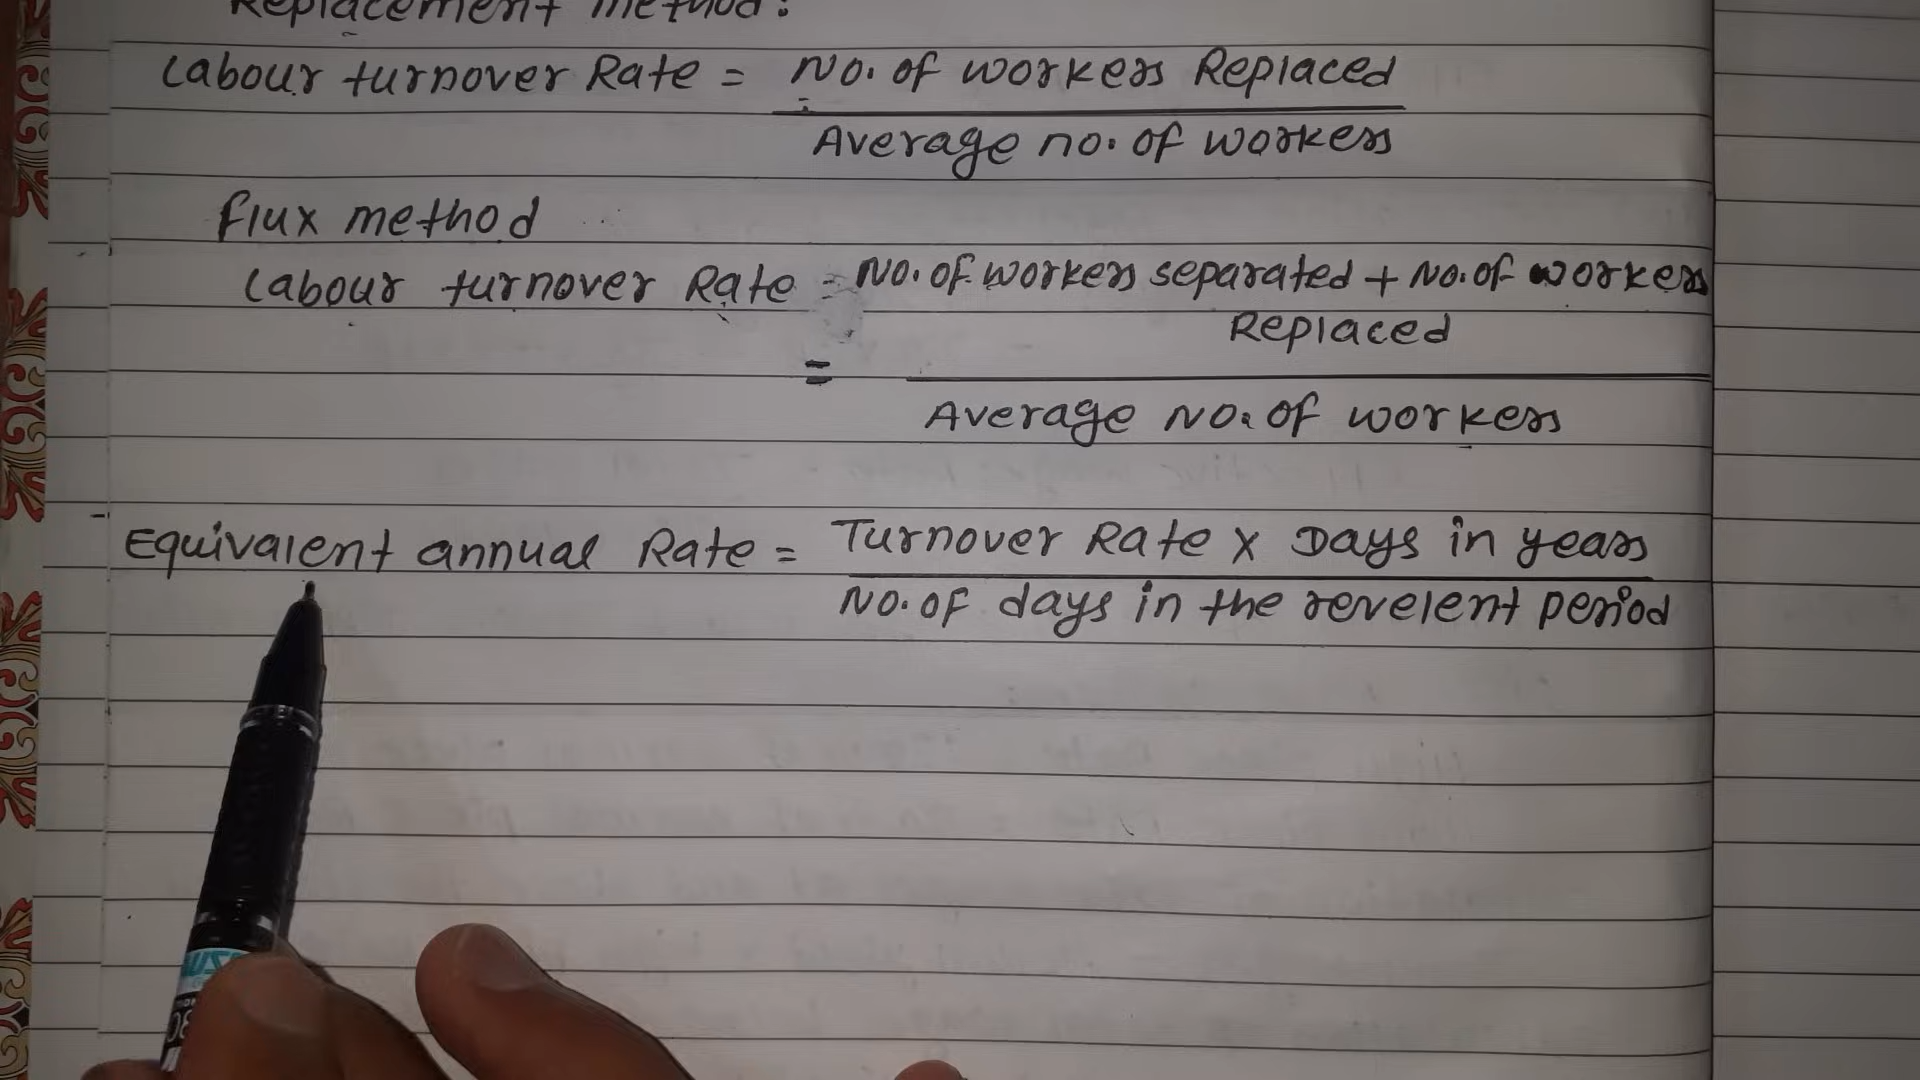 Replacement method:
Labour turnover Rate = No. of workers Replaced
Average no. of workers
flux method
Labour turnover Rate = No. of workers separated + No. of workers
Replaced
=
Average No. of workers
Equivalent annual Rate = Turnover Rate x Days in years
No. of days in the revelent period